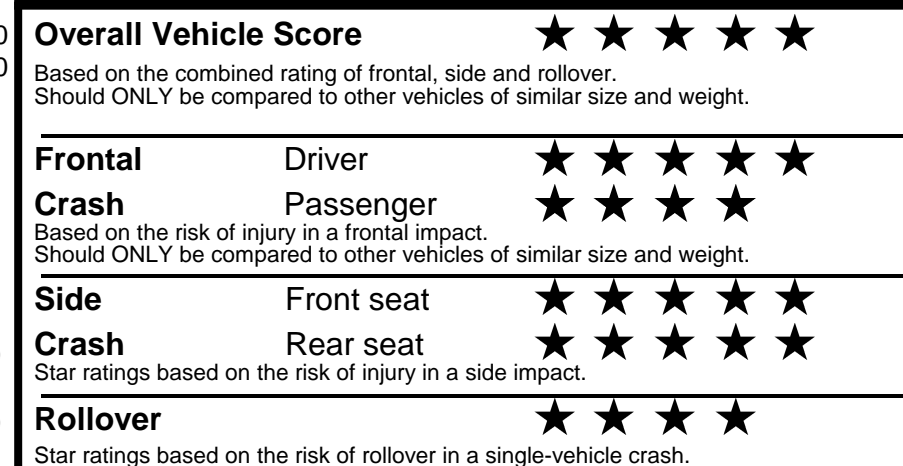 Overall Vehicle Score ★ ★ ★ ★ ★
Based on the combined rating of frontal, side and rollover.
Should ONLY be compared to other vehicles of similar size and weight.
Frontal Driver ★ ★ ★ ★ ★
Crash Passenger ★ ★ ★ ★
Based on the risk of injury in a frontal impact.
Should ONLY be compared to other vehicles of similar size and weight.
Side Front seat ★ ★ ★ ★ ★
Crash Rear seat ★ ★ ★ ★ ★
Star ratings based on the risk of injury in a side impact.
Rollover ★ ★ ★ ★
Star ratings based on the risk of rollover in a single-vehicle crash.